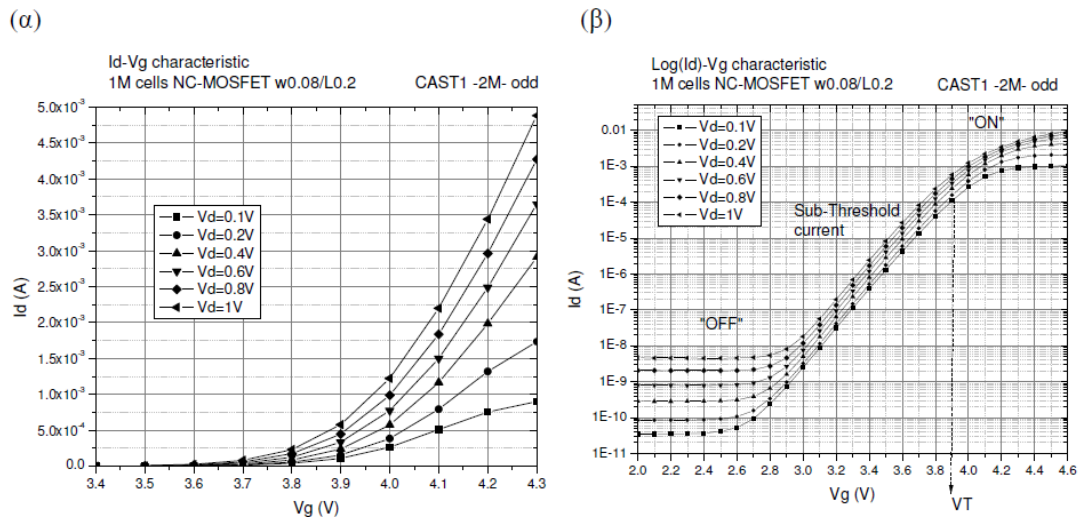 (α)
Id-Vg characteristic
1M cells NC-MOSFET w0.08/L0.2 CAST1 -2M- odd
5.0x10⁻³
4.5x10⁻³
4.0x10⁻³
3.5x10⁻³
3.0x10⁻³
2.5x10⁻³
2.0x10⁻³
1.5x10⁻³
1.0x10⁻³
5.0x10⁻⁴
0.0
Id (A)
Vd=0.1V
Vd=0.2V
Vd=0.4V
Vd=0.6V
Vd=0.8V
Vd=1V
3.4 3.5 3.6 3.7 3.8 3.9 4.0 4.1 4.2 4.3
Vg (V)
(β)
Log(Id)-Vg characteristic
1M cells NC-MOSFET w0.08/L0.2 CAST1 -2M- odd
0.01
1E-3
1E-4
1E-5
1E-6
1E-7
1E-8
1E-9
1E-10
1E-11
Id (A)
Vd=0.1V
Vd=0.2V
Vd=0.4V
Vd=0.6V
Vd=0.8V
Vd=1V
"ON"
Sub-Threshold
current
"OFF"
2.0 2.2 2.4 2.6 2.8 3.0 3.2 3.4 3.6 3.8 4.0 4.2 4.4 4.6
Vg (V)
VT